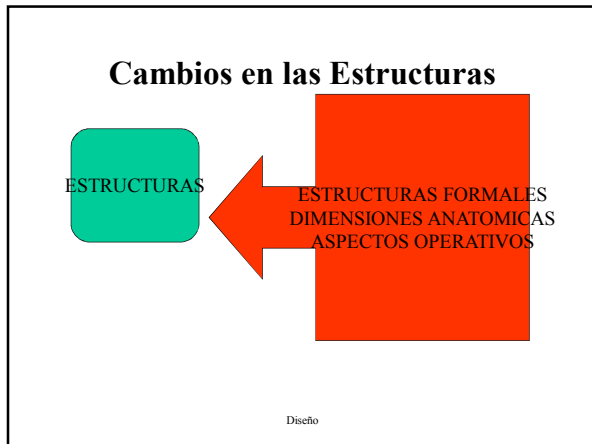 Cambios en las Estructuras
ESTRUCTURAS
ESTRUCTURAS FORMALES
DIMENSIONES ANATOMICAS
ASPECTOS OPERATIVOS
Diseño